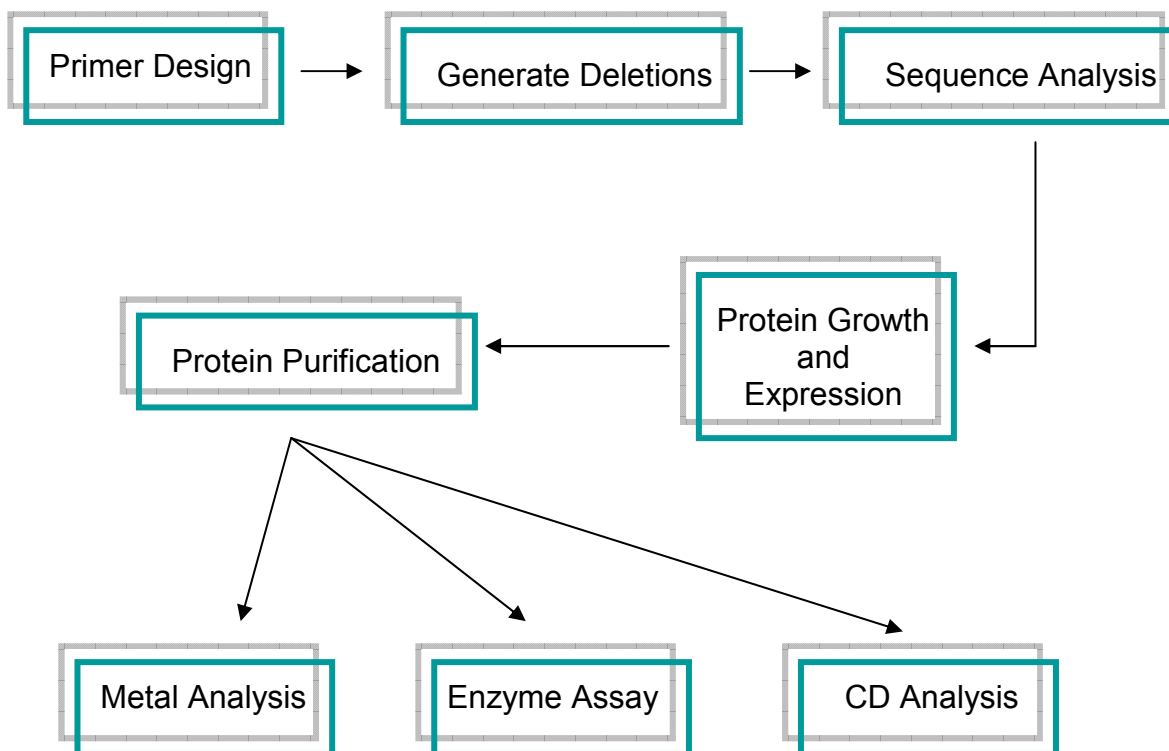 Primer Design
Generate Deletions
Sequence Analysis
Protein Growth
and
Expression
Protein Purification
Metal Analysis
Enzyme Assay
CD Analysis